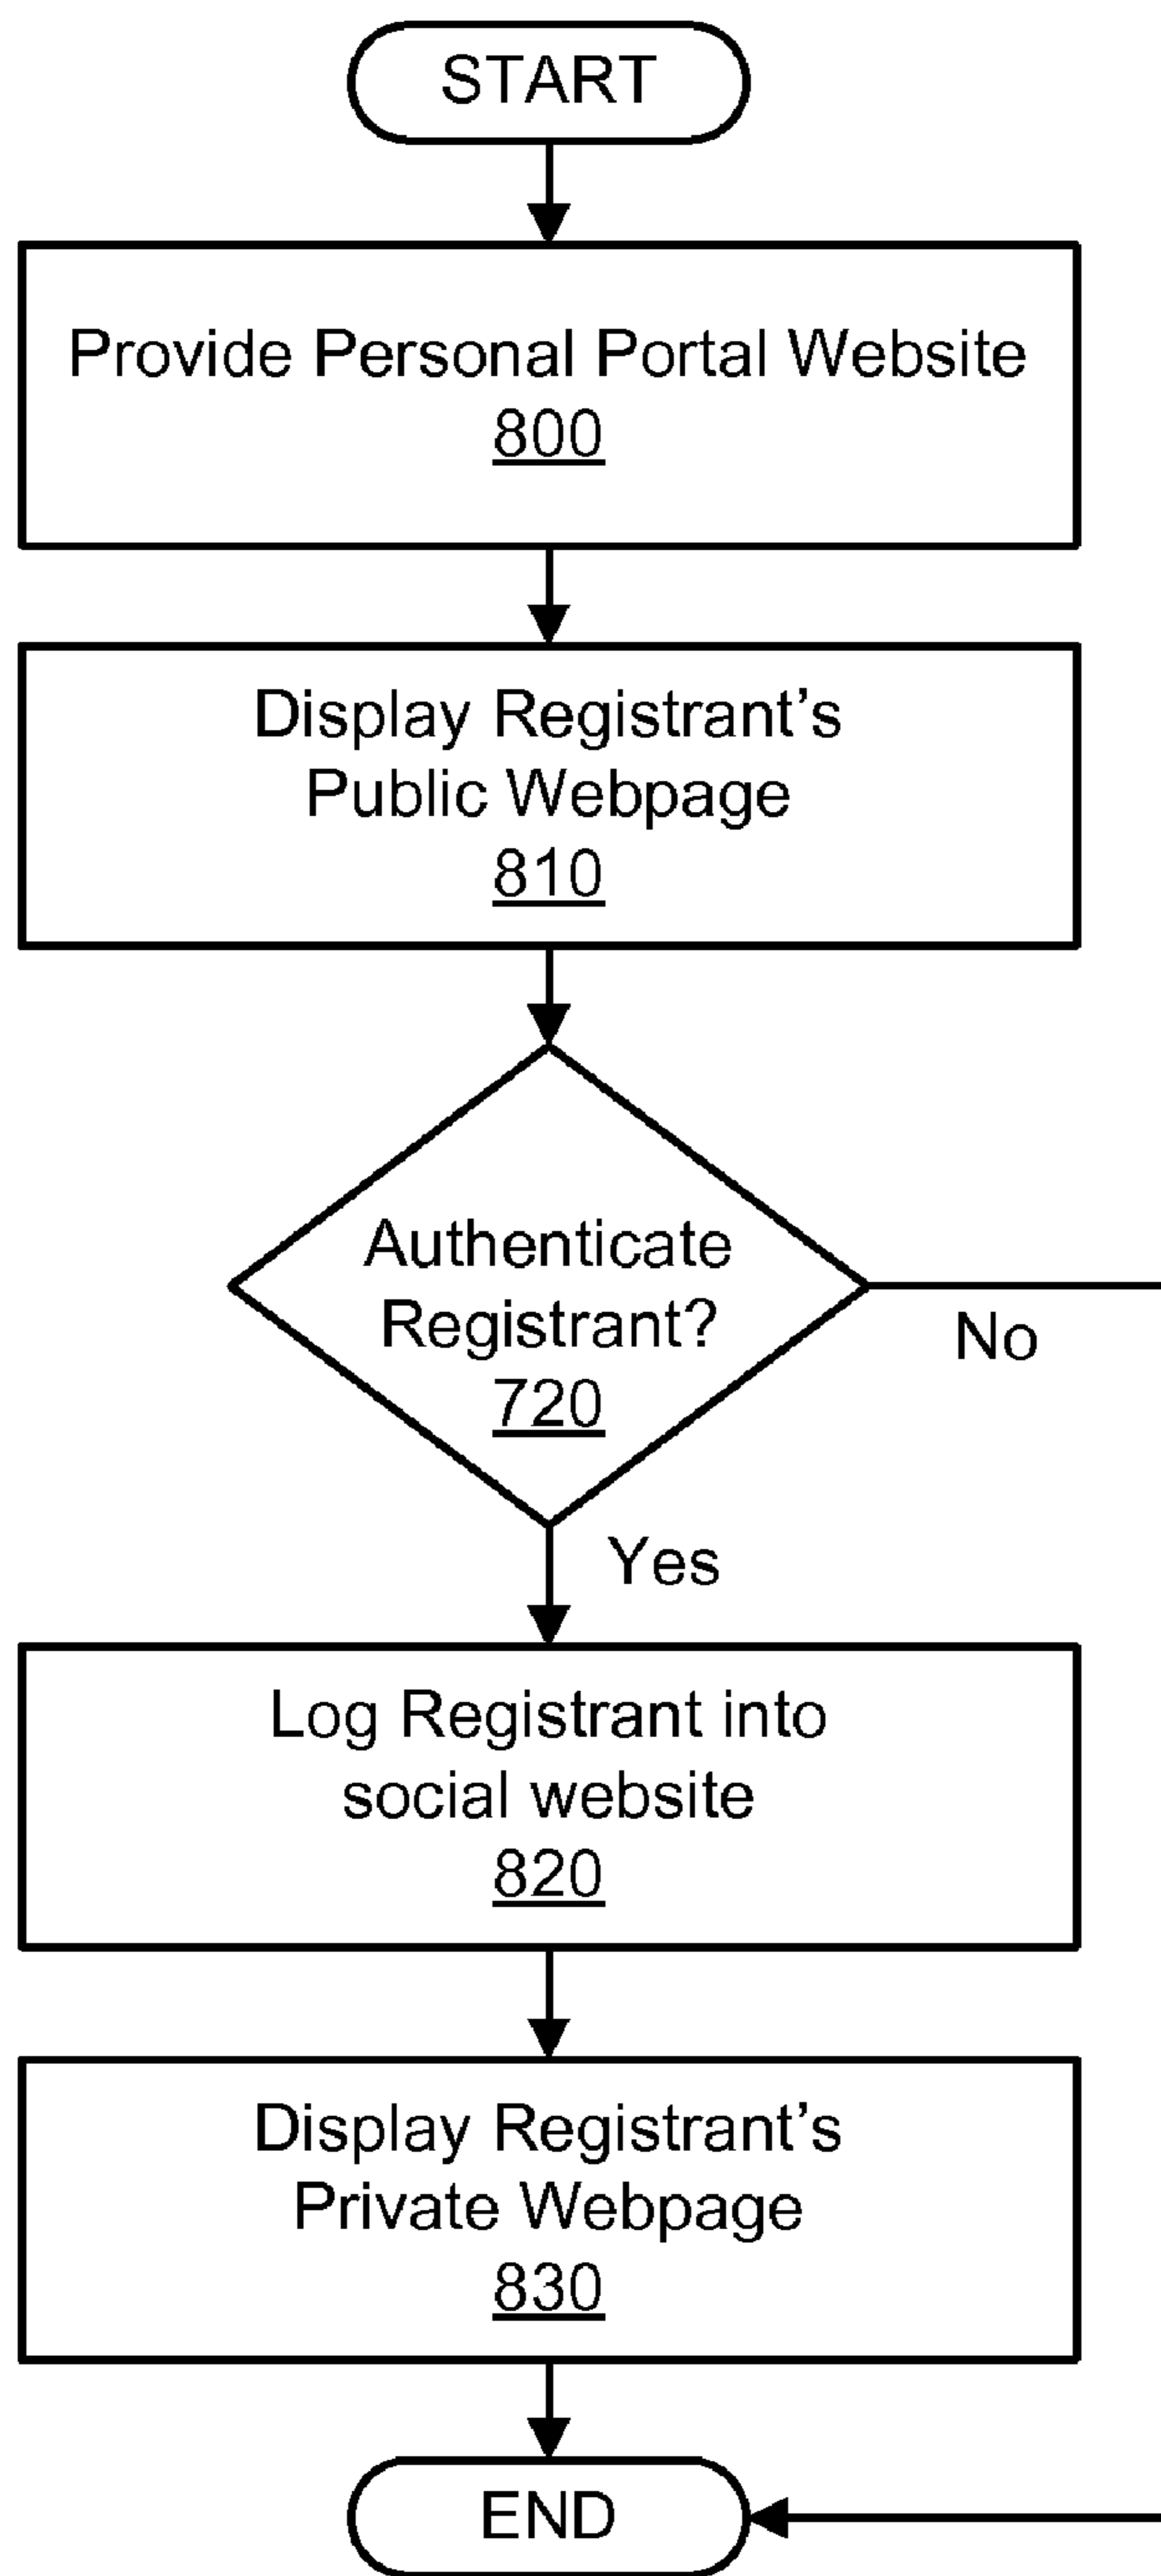 START
Provide Personal Portal Website
800
Display Registrant's
Public Webpage
810
Authenticate
Registrant?
720
No
Yes
Log Registrant into
social website
820
Display Registrant's
Private Webpage
830
END